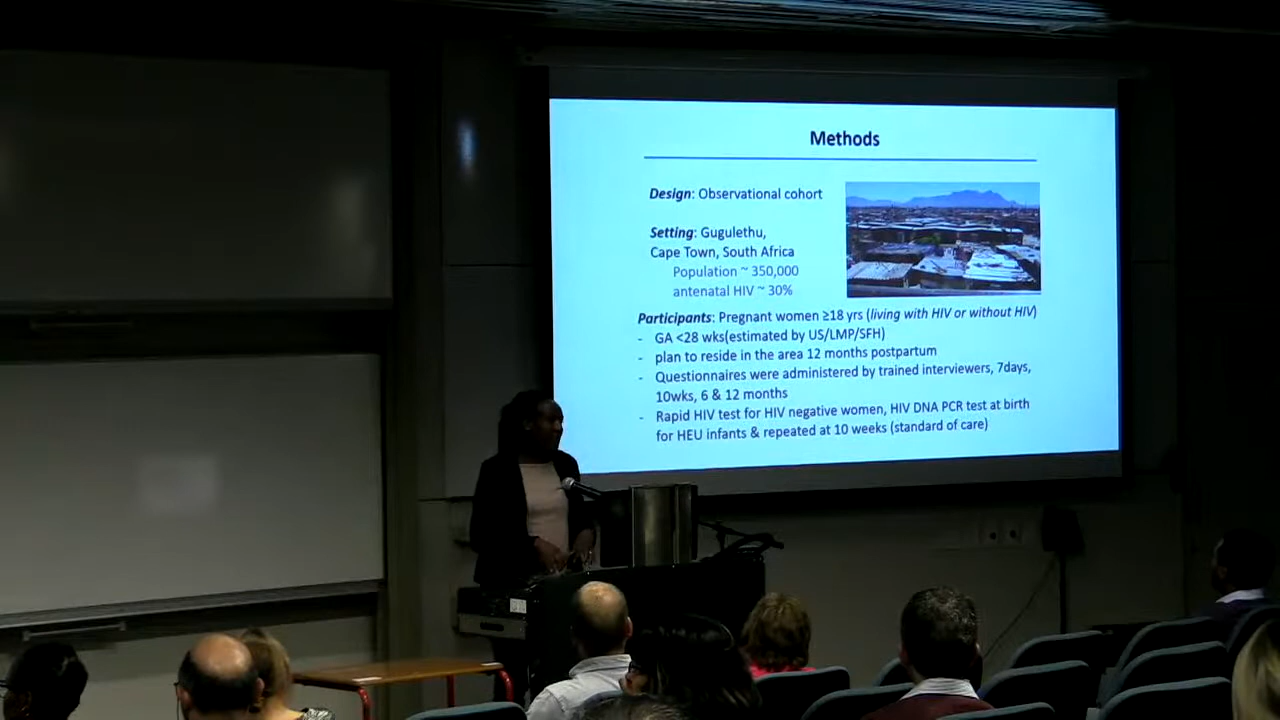 Methods
Design: Observational cohort
Setting: Gugulethu,
Cape Town, South Africa
Population ~ 350,000
antenatal HIV ~ 30%
Participants: Pregnant women ≥18 yrs (living with HIV or without HIV)
- GA <28 wks(estimated by US/LMP/SFH)
- plan to reside in the area 12 months postpartum
- Questionnaires were administered by trained interviewers, 7days,
10wks, 6 & 12 months
- Rapid HIV test for HIV negative women, HIV DNA PCR test at birth
for HEU infants & repeated at 10 weeks (standard of care)